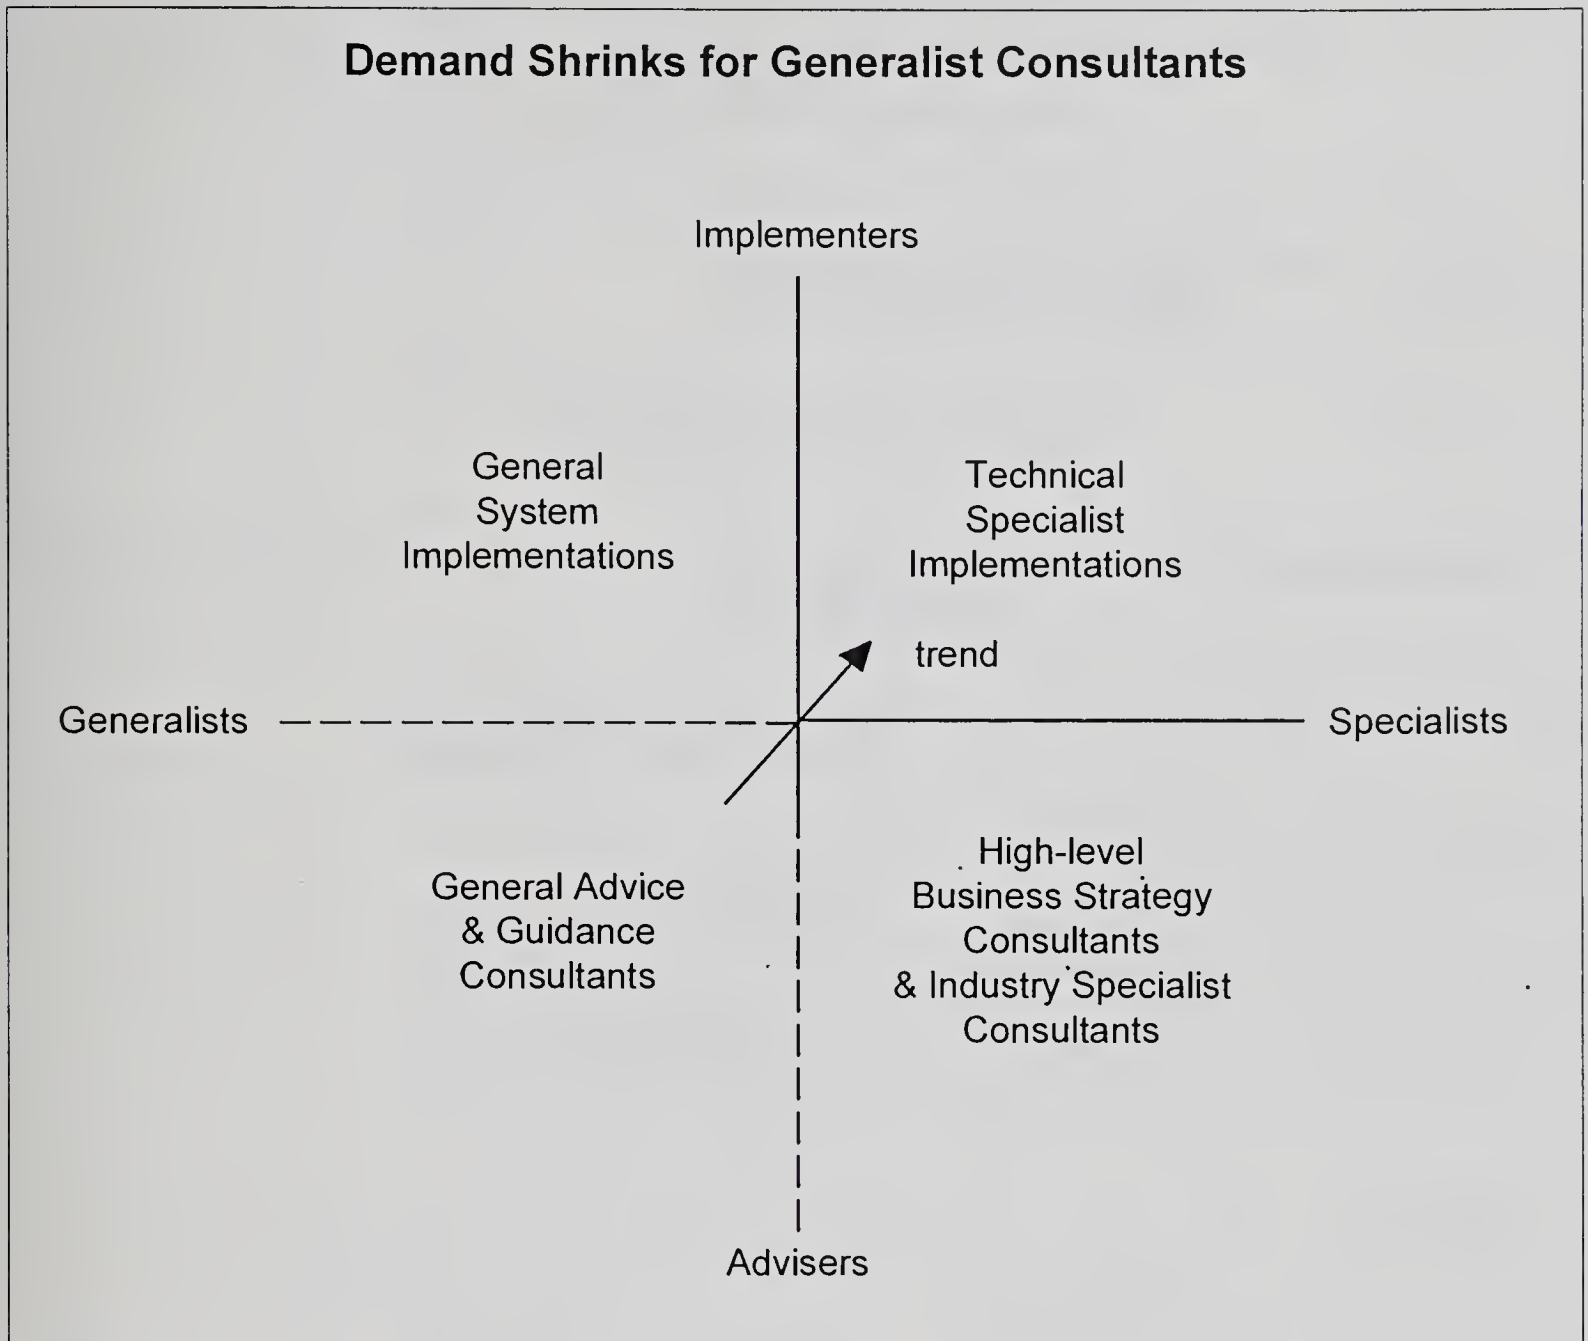 Demand Shrinks for Generalist Consultants
Implementers
General
System
Implementations
Technical
Specialist
Implementations
trend
Generalists
Specialists
General Advice
& Guidance
Consultants
High-level
Business Strategy
Consultants
& Industry Specialist
Consultants
Advisers